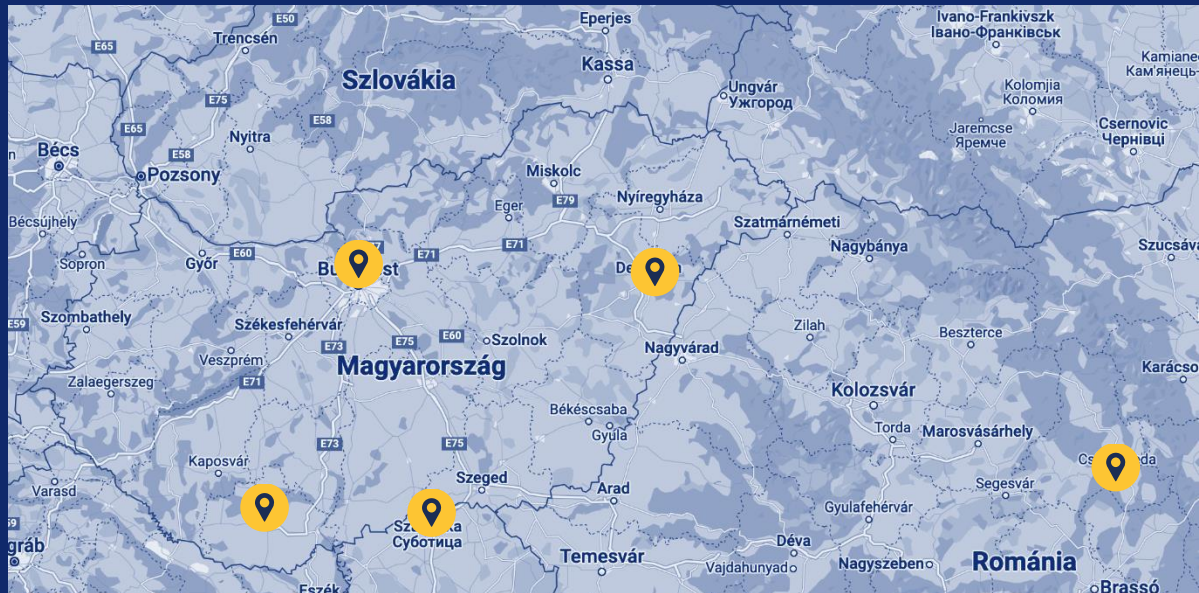 E50
Eperjes
Ivano-Frankivszk
Івано-Франківськ
E65
Trencsén
Kassa
Kamiane
Кам'янець-
Szlovákia
Ungvár
Ужгород
Kolomjia
Коломия
E75
E58
Csernovic
Чернівці
E65
Nyitra
Jaremcse
Яремче
Bécs
E58
Pozsony
Miskolc
Eger
E79
Nyíregyháza
Bécsújhely
Szatmárnémeti
Sopron
Győr
E60
E71
E71
Nagybánya
Szucsáva
E59
Szombathely
Székesfehérvár
E60
Szolnok
Zilah
Beszterce
Veszprém
E73
E75
Magyarország
Nagyvárad
Karácso
Zalaegerszeg
E71
Kolozsvár
Békéscsaba
Gyula
Torda
Marosvásárhely
E73
E75
Kaposvár
Szeged
Arad
Segesvár
Varasd
Gyulafehérvár
Суботица
gráb
Temesvár
Déva
Vajdahunyad
Nagyszeben
Románia
Eszék
Brassó